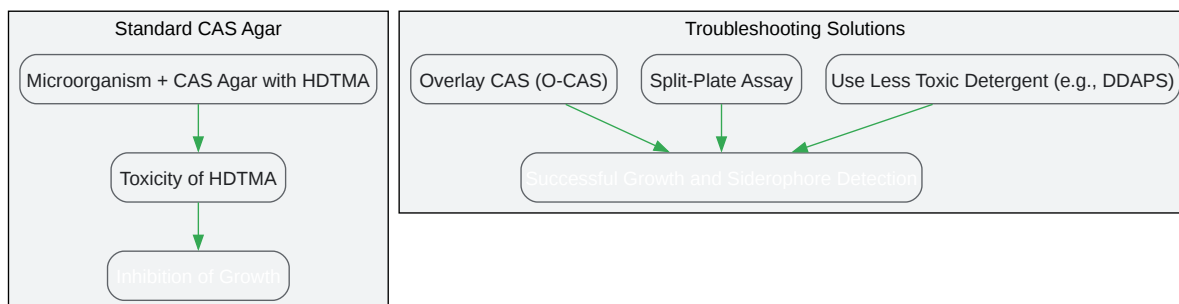 Standard CAS Agar
Microorganism + CAS Agar with HDTMA
Toxicity of HDTMA
Inhibition of Growth
Troubleshooting Solutions
Overlay CAS (O-CAS)
Split-Plate Assay
Use Less Toxic Detergent (e.g., DDAPS)
Successful Growth and Siderophore Detection